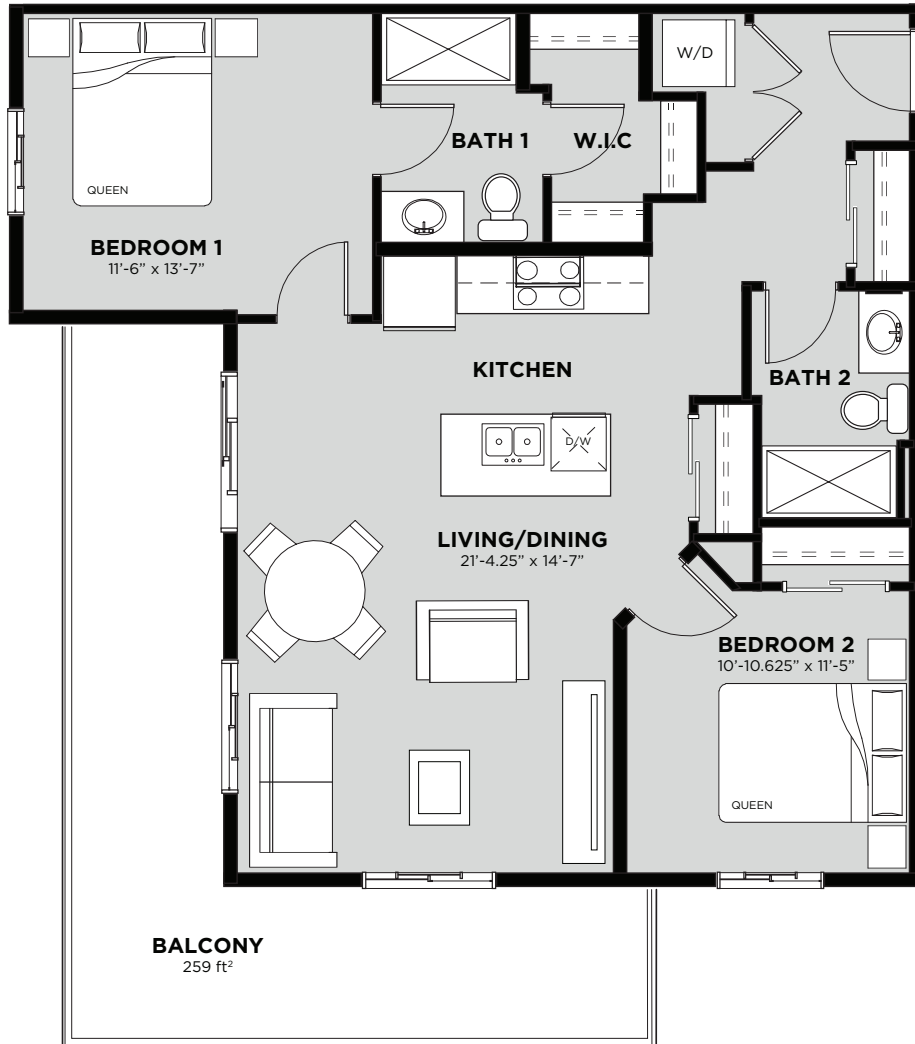 W/D
BATH 1
W.I.C
QUEEN
BEDROOM 1
11'-6” x 13'-7”
KITCHEN
BATH 2
D/W
LIVING/DINING
21'-4.25” x 14'-7”
BEDROOM 2
10'-10.625” x 11'-5”
QUEEN
BALCONY
259 ft²